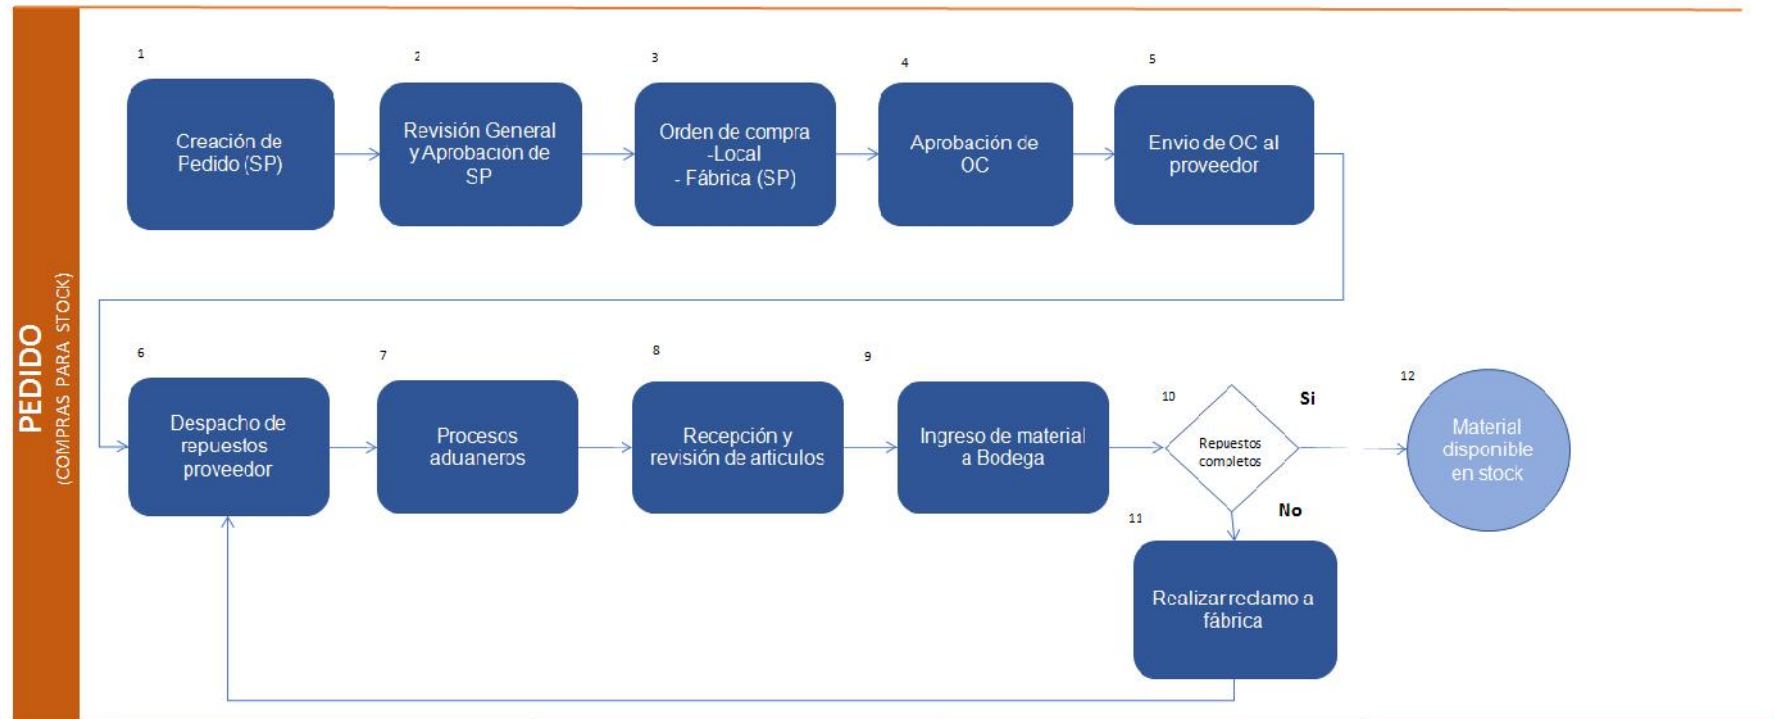 PEDIDO
(COMPRAS PARA STOCK)
1
Creación de
Pedido (SP)
2
Revisión General
y Aprobación de
SP
3
Orden de compra
-Local
- Fábrica (SP)
4
Aprobación de
OC
5
Envio de OC al
proveedor
6
Despacho de
repuestos
proveedor
7
Procesos
aduaneros
8
Recepción y
revisión de articulos
9
Ingreso de material
a Bodega
10
Repuestos
completos
Si
No
11
Realizar reclamo a
fábrica
12
Material
disponible
en stock